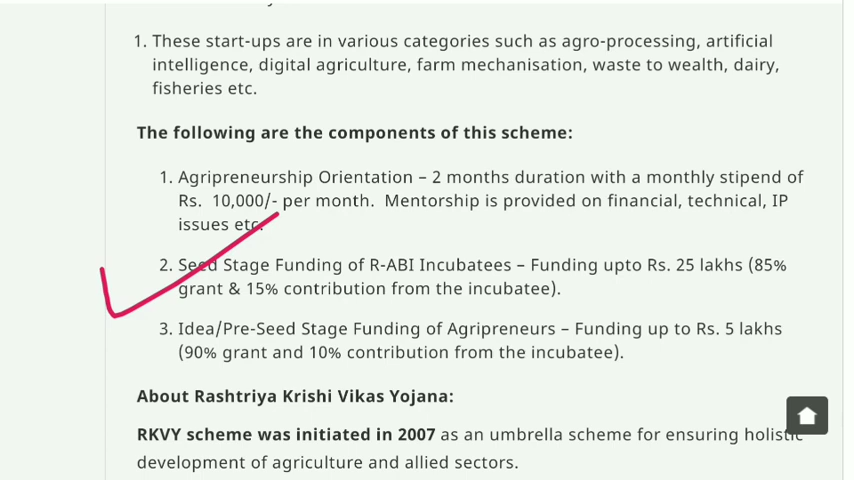 1. These start-ups are in various categories such as agro-processing, artificial
intelligence, digital agriculture, farm mechanisation, waste to wealth, dairy,
fisheries etc.
The following are the components of this scheme:
1. Agripreneurship Orientation – 2 months duration with a monthly stipend of
Rs. 10,000/- per month. Mentorship is provided on financial, technical, IP
issues etc.
2. Seed Stage Funding of R-ABI Incubatees – Funding upto Rs. 25 lakhs (85%
grant & 15% contribution from the incubatee).
3. Idea/Pre-Seed Stage Funding of Agripreneurs – Funding up to Rs. 5 lakhs
(90% grant and 10% contribution from the incubatee).
About Rashtriya Krishi Vikas Yojana:
RKVY scheme was initiated in 2007 as an umbrella scheme for ensuring holistic
development of agriculture and allied sectors.